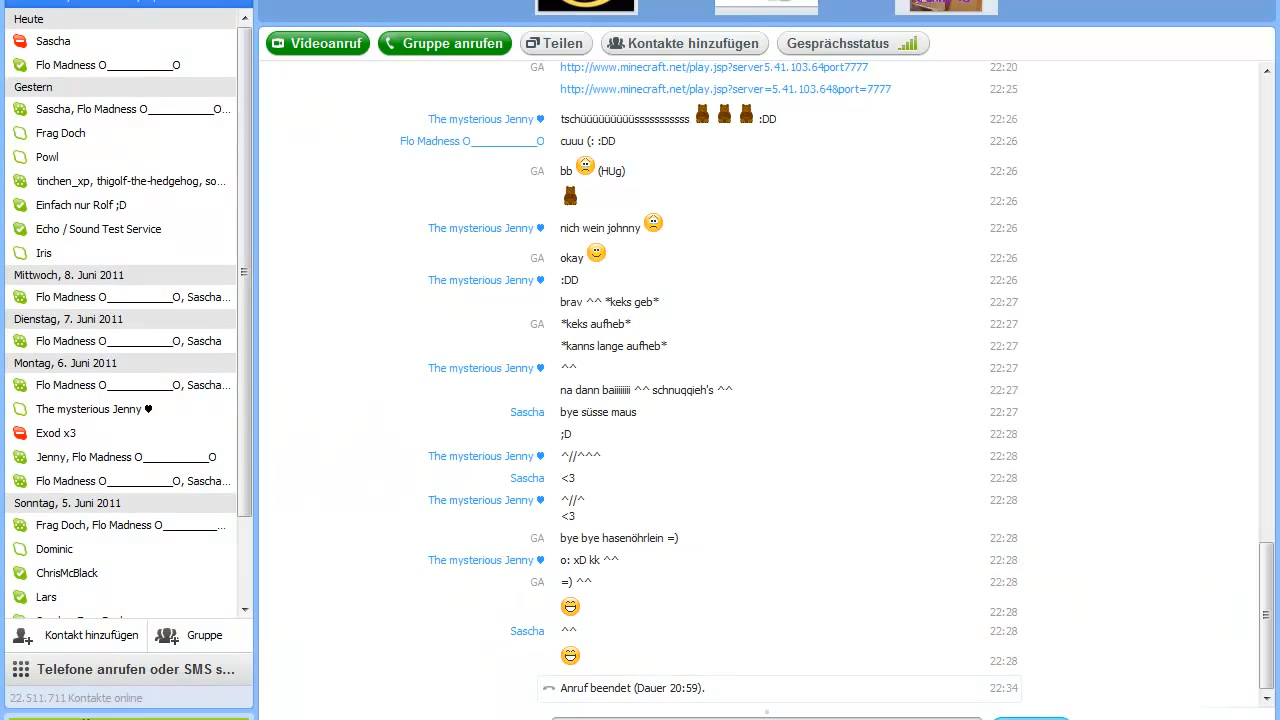 Heute
Sascha
Flo Madness O___________O
Gestern
Sascha, Flo Madness O___________O...
Frag Doch
Powl
tinchen_xp, thigolf-the-hedgehog, so...
Einfach nur Rolf ;D
Echo / Sound Test Service
Iris
Mittwoch, 8. Juni 2011
Flo Madness O___________O, Sascha...
Dienstag, 7. Juni 2011
Flo Madness O___________O, Sascha
Montag, 6. Juni 2011
Flo Madness O___________O, Sascha...
The mysterious Jenny ♥
Exod x3
Jenny, Flo Madness O___________O
Flo Madness O___________O, Sascha...
Sonntag, 5. Juni 2011
Frag Doch, Flo Madness O_________...
Dominic
ChrisMcBlack
Lars
Kontakt hinzufügen Gruppe
Telefone anrufen oder SMS s...
22.511.711 Kontakte online
Videoanruf Gruppe anrufen Teilen Kontakte hinzufügen Gesprächsstatus
GA http://www.minecraft.net/play.jsp?server5.41.103.64port7777 22:20
http://www.minecraft.net/play.jsp?server=5.41.103.64&port=7777 22:25
The mysterious Jenny ♥ tschüüüüüüüüssssssssssss :DD 22:26
Flo Madness O___________O cuuu (: :DD 22:26
GA bb (HUg) 22:26
22:26
The mysterious Jenny ♥ nich wein johnny 22:26
GA okay 22:26
The mysterious Jenny ♥ :DD 22:26
brav ^^ *keks geb* 22:27
GA *keks aufheb* 22:27
*kanns lange aufheb* 22:27
The mysterious Jenny ♥ ^^ 22:27
na dann baiiiiiiii ^^ schnuqqieh's ^^ 22:27
Sascha bye süsse maus 22:27
;D 22:28
The mysterious Jenny ♥ ^//^^^ 22:28
Sascha <3 22:28
The mysterious Jenny ♥ ^//^ 22:28
<3
GA bye bye hasenöhrlein =) 22:28
The mysterious Jenny ♥ o: xD kk ^^ 22:28
GA =) ^^ 22:28
22:28
Sascha ^^ 22:28
22:28
Anruf beendet (Dauer 20:59). 22:34